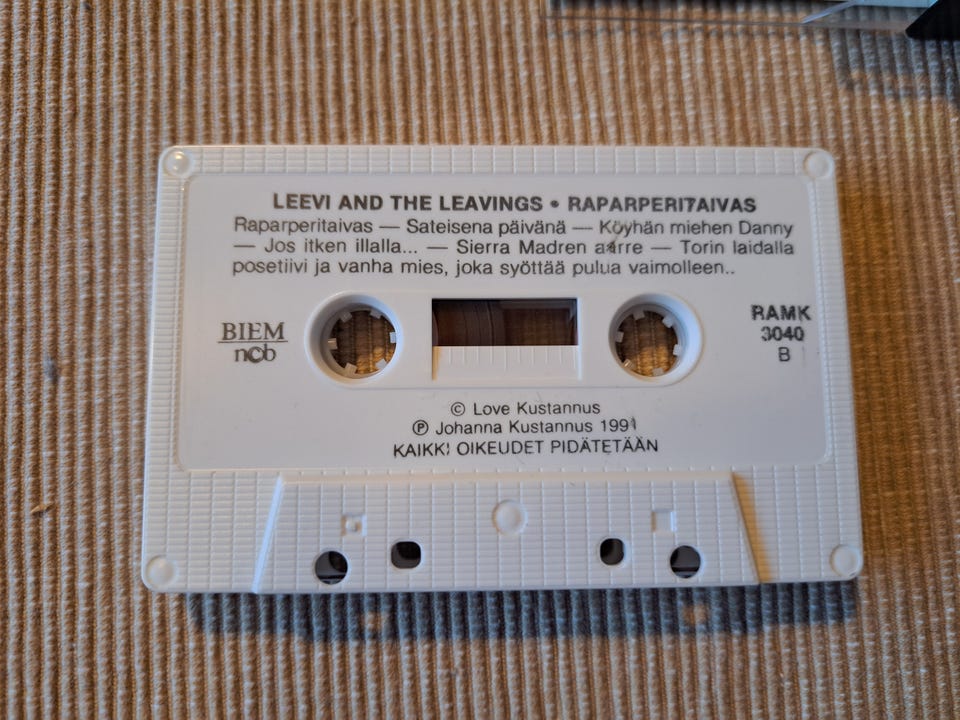 LEEVI AND THE LEAVINGS • RAPARPERITAIVAS
Raparperitaivas — Sateisena päivänä — Köyhän miehen Danny
— Jos itken illalla... — Sierra Madren aarre — Torin laidalla
posetiivi ja vanha mies, joka syöttää pulua vaimolleen..
BIEM
ncb
RAMK
3040
B
© Love Kustannus
℗ Johanna Kustannus 1991
KAIKKI OIKEUDET PIDÄTETÄÄN